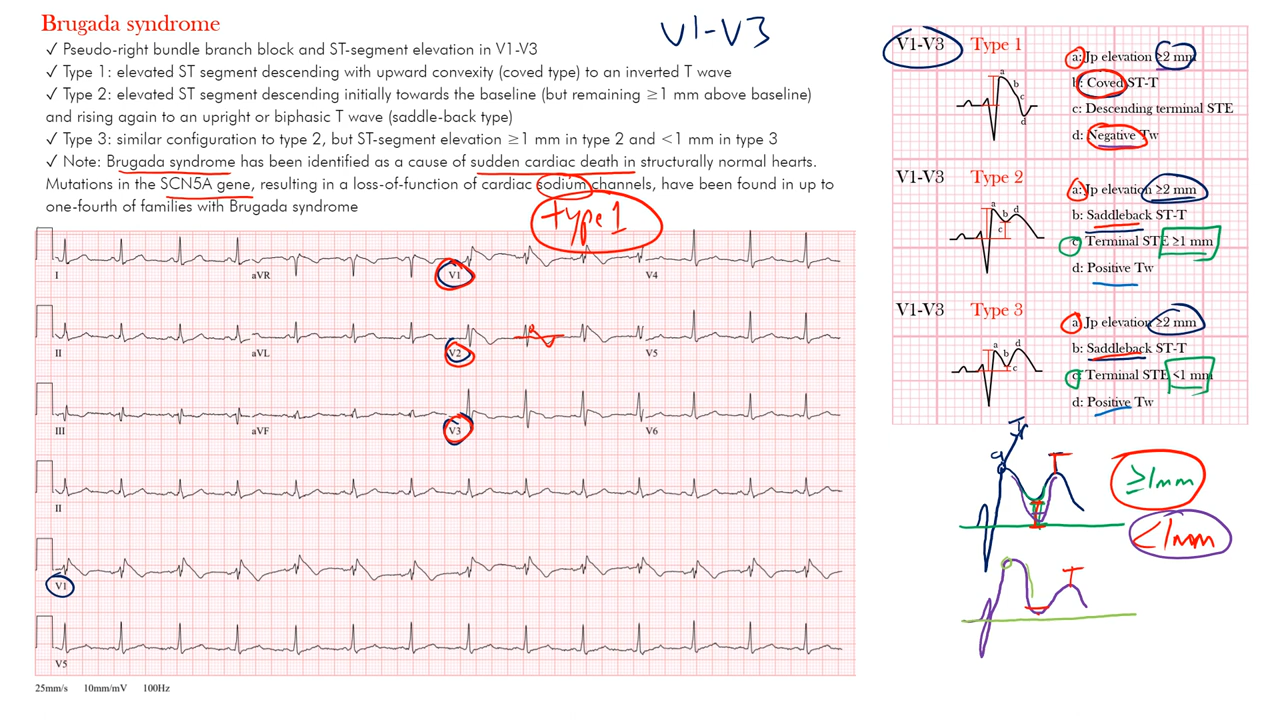 Brugada syndrome
✓ Pseudo-right bundle branch block and ST-segment elevation in V1-V3
✓ Type 1: elevated ST segment descending with upward convexity (coved type) to an inverted T wave
✓ Type 2: elevated ST segment descending initially towards the baseline (but remaining ≥1 mm above baseline)
and rising again to an upright or biphasic T wave (saddle-back type)
✓ Type 3: similar configuration to type 2, but ST-segment elevation ≥1 mm in type 2 and <1 mm in type 3
✓ Note: Brugada syndrome has been identified as a cause of sudden cardiac death in structurally normal hearts.
Mutations in the SCN5A gene, resulting in a loss-of-function of cardiac sodium channels, have been found in up to
one-fourth of families with Brugada syndrome
V1-V3
type 1
I aVR V1 V4
II aVL V2 V5
III aVF V3 V6
II
V1
V5
25mm/s 10mm/mV 100Hz
V1-V3 Type 1
a: Jp elevation ≥2 mm
b: Coved ST-T
c: Descending terminal STE
d: Negative Tw
a
b
c
d
V1-V3 Type 2
a: Jp elevation ≥2 mm
b: Saddleback ST-T
c: Terminal STE ≥1 mm
d: Positive Tw
a
b
d
c
V1-V3 Type 3
a: Jp elevation ≥2 mm
b: Saddleback ST-T
c: Terminal STE <1 mm
d: Positive Tw
a
b
d
c
a
T
≥1mm
<1mm
T